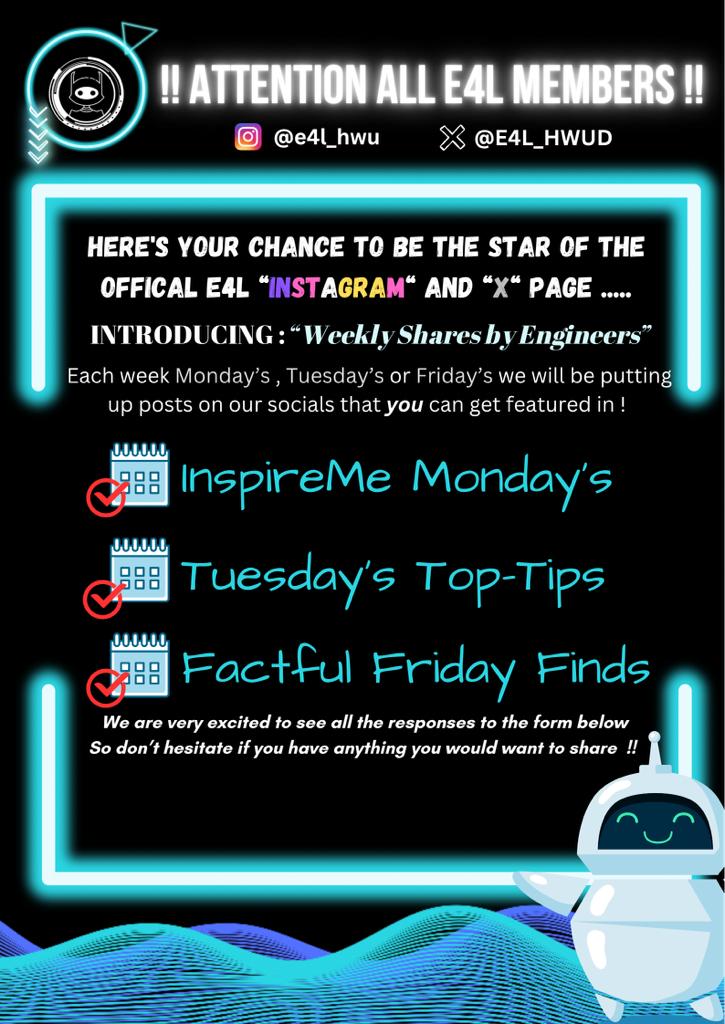 !! ATTENTION ALL E4L MEMBERS !!
@e4l_hwu @E4L_HWUD
HERE'S YOUR CHANCE TO BE THE STAR OF THE
OFFICAL E4L “INSTAGRAM“ AND “X“ PAGE .....
INTRODUCING : “Weekly Shares by Engineers”
Each week Monday’s , Tuesday’s or Friday’s we will be putting
up posts on our socials that you can get featured in !
InspireMe Monday's
Tuesday's Top-Tips
Factful Friday Finds
We are very excited to see all the responses to the form below
So don’t hesitate if you have anything you would want to share !!